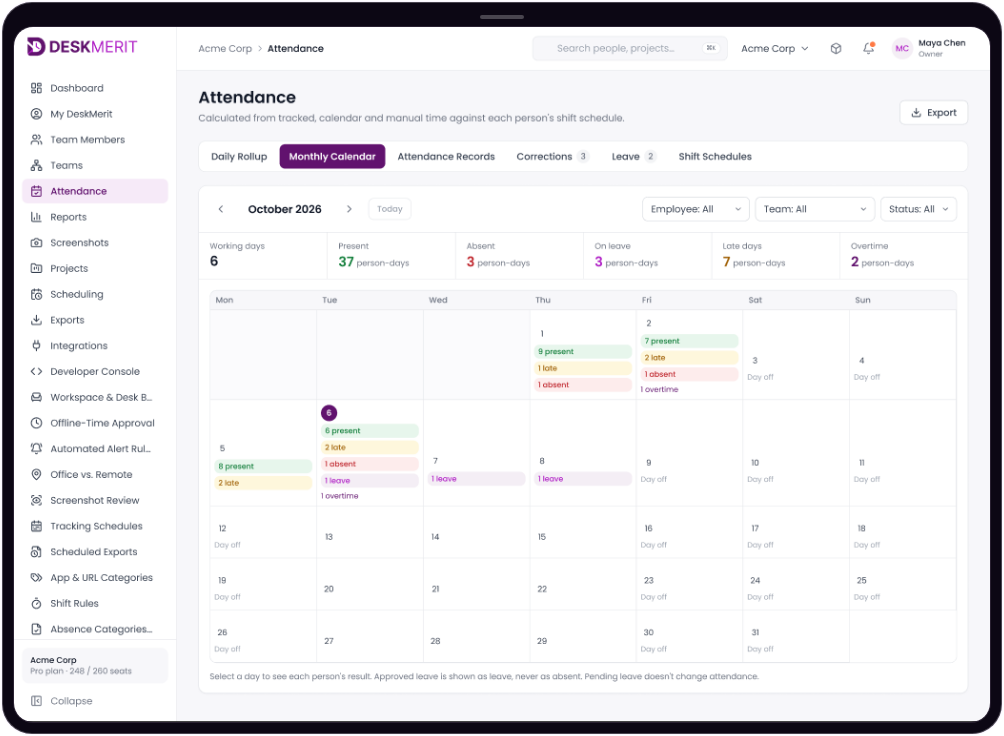 DESKMERIT
Acme Corp > Attendance
Search people, projects... ⌘K
Acme Corp
MC
Maya Chen
Owner
Dashboard
My DeskMerit
Team Members
Teams
Attendance
Reports
Screenshots
Projects
Scheduling
Exports
Integrations
Developer Console
Workspace & Desk B...
Offline-Time Approval
Automated Alert Rul...
Office vs. Remote
Screenshot Review
Tracking Schedules
Scheduled Exports
App & URL Categories
Shift Rules
Absence Categories...
Acme Corp
Pro plan · 248 / 260 seats
Collapse
Attendance
Calculated from tracked, calendar and manual time against each person's shift schedule.
Export
Daily Rollup Monthly Calendar Attendance Records Corrections 3 Leave 2 Shift Schedules
October 2026 Today
Employee: All Team: All Status: All
Working days
6
Present
37 person-days
Absent
3 person-days
On leave
3 person-days
Late days
7 person-days
Overtime
2 person-days
Mon Tue Wed Thu Fri Sat Sun
1
9 present
1 late
1 absent
2
7 present
2 late
1 absent
1 overtime
3
Day off
4
Day off
5
8 present
2 late
6
6 present
2 late
1 absent
1 leave
1 overtime
7
1 leave
8
1 leave
9
Day off
10
Day off
11
Day off
12
Day off
13
14
15
16
Day off
17
Day off
18
Day off
19
Day off
20
21
22
23
Day off
24
Day off
25
Day off
26
Day off
27
28
29
30
Day off
31
Day off
Select a day to see each person's result. Approved leave is shown as leave, never as absent. Pending leave doesn't change attendance.